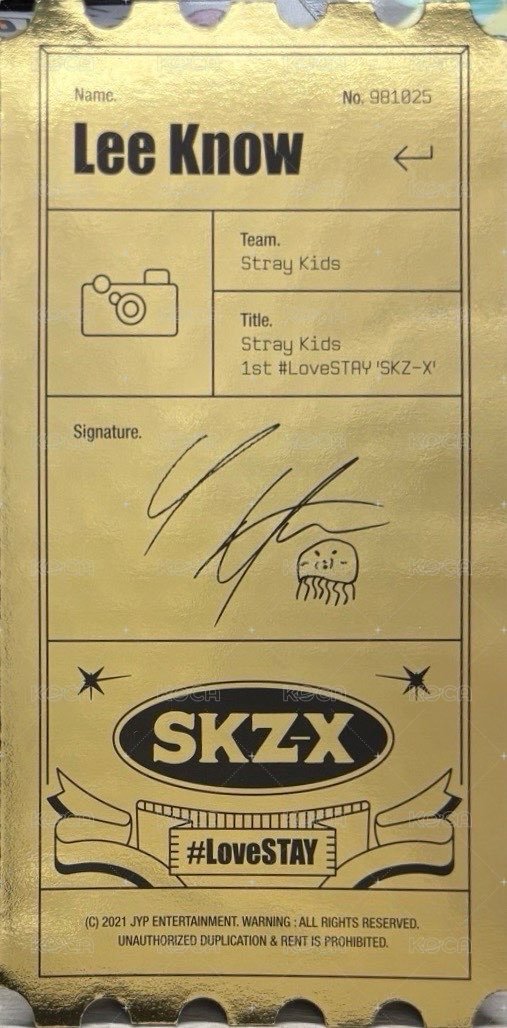 Name.
No. 981025
Lee Know
Team.
Stray Kids
Title.
Stray Kids
1st #LoveSTAY 'SKZ-X'
Signature.
SKZ-X
#LoveSTAY
(C) 2021 JYP ENTERTAINMENT. WARNING : ALL RIGHTS RESERVED.
UNAUTHORIZED DUPLICATION & RENT IS PROHIBITED.